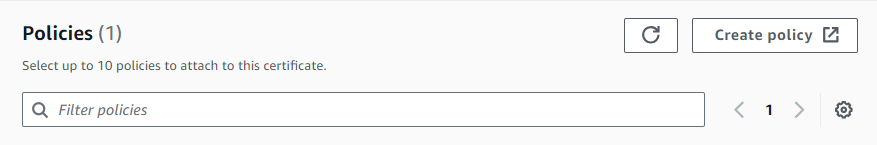 Policies (1)
Create policy
Select up to 10 policies to attach to this certificate.
Filter policies
1